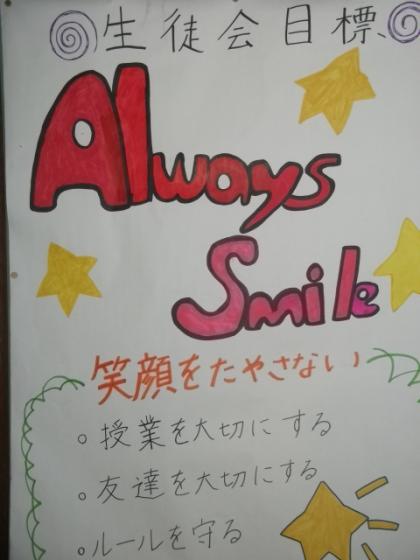 生徒会目標
Always
Smile
笑顔をたやさない
。授業を大切にする
。友達を大切にする
。ルールを守る